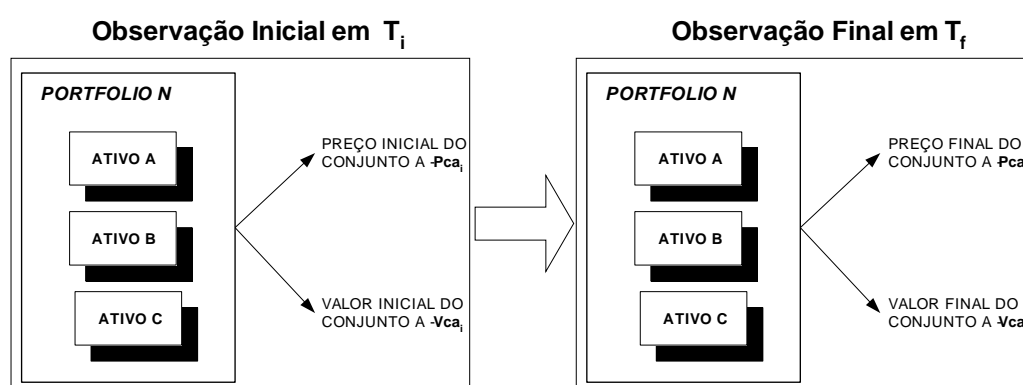 Observação Inicial em Ti
PORTFOLIO N
ATIVO A
ATIVO B
ATIVO C
PREÇO INICIAL DO
CONJUNTO A -Pcai
VALOR INICIAL DO
CONJUNTO A -Vcai
Observação Final em Tf
PORTFOLIO N
ATIVO A
ATIVO B
ATIVO C
PREÇO FINAL DO
CONJUNTO A -Pca
VALOR FINAL DO
CONJUNTO A -Vca